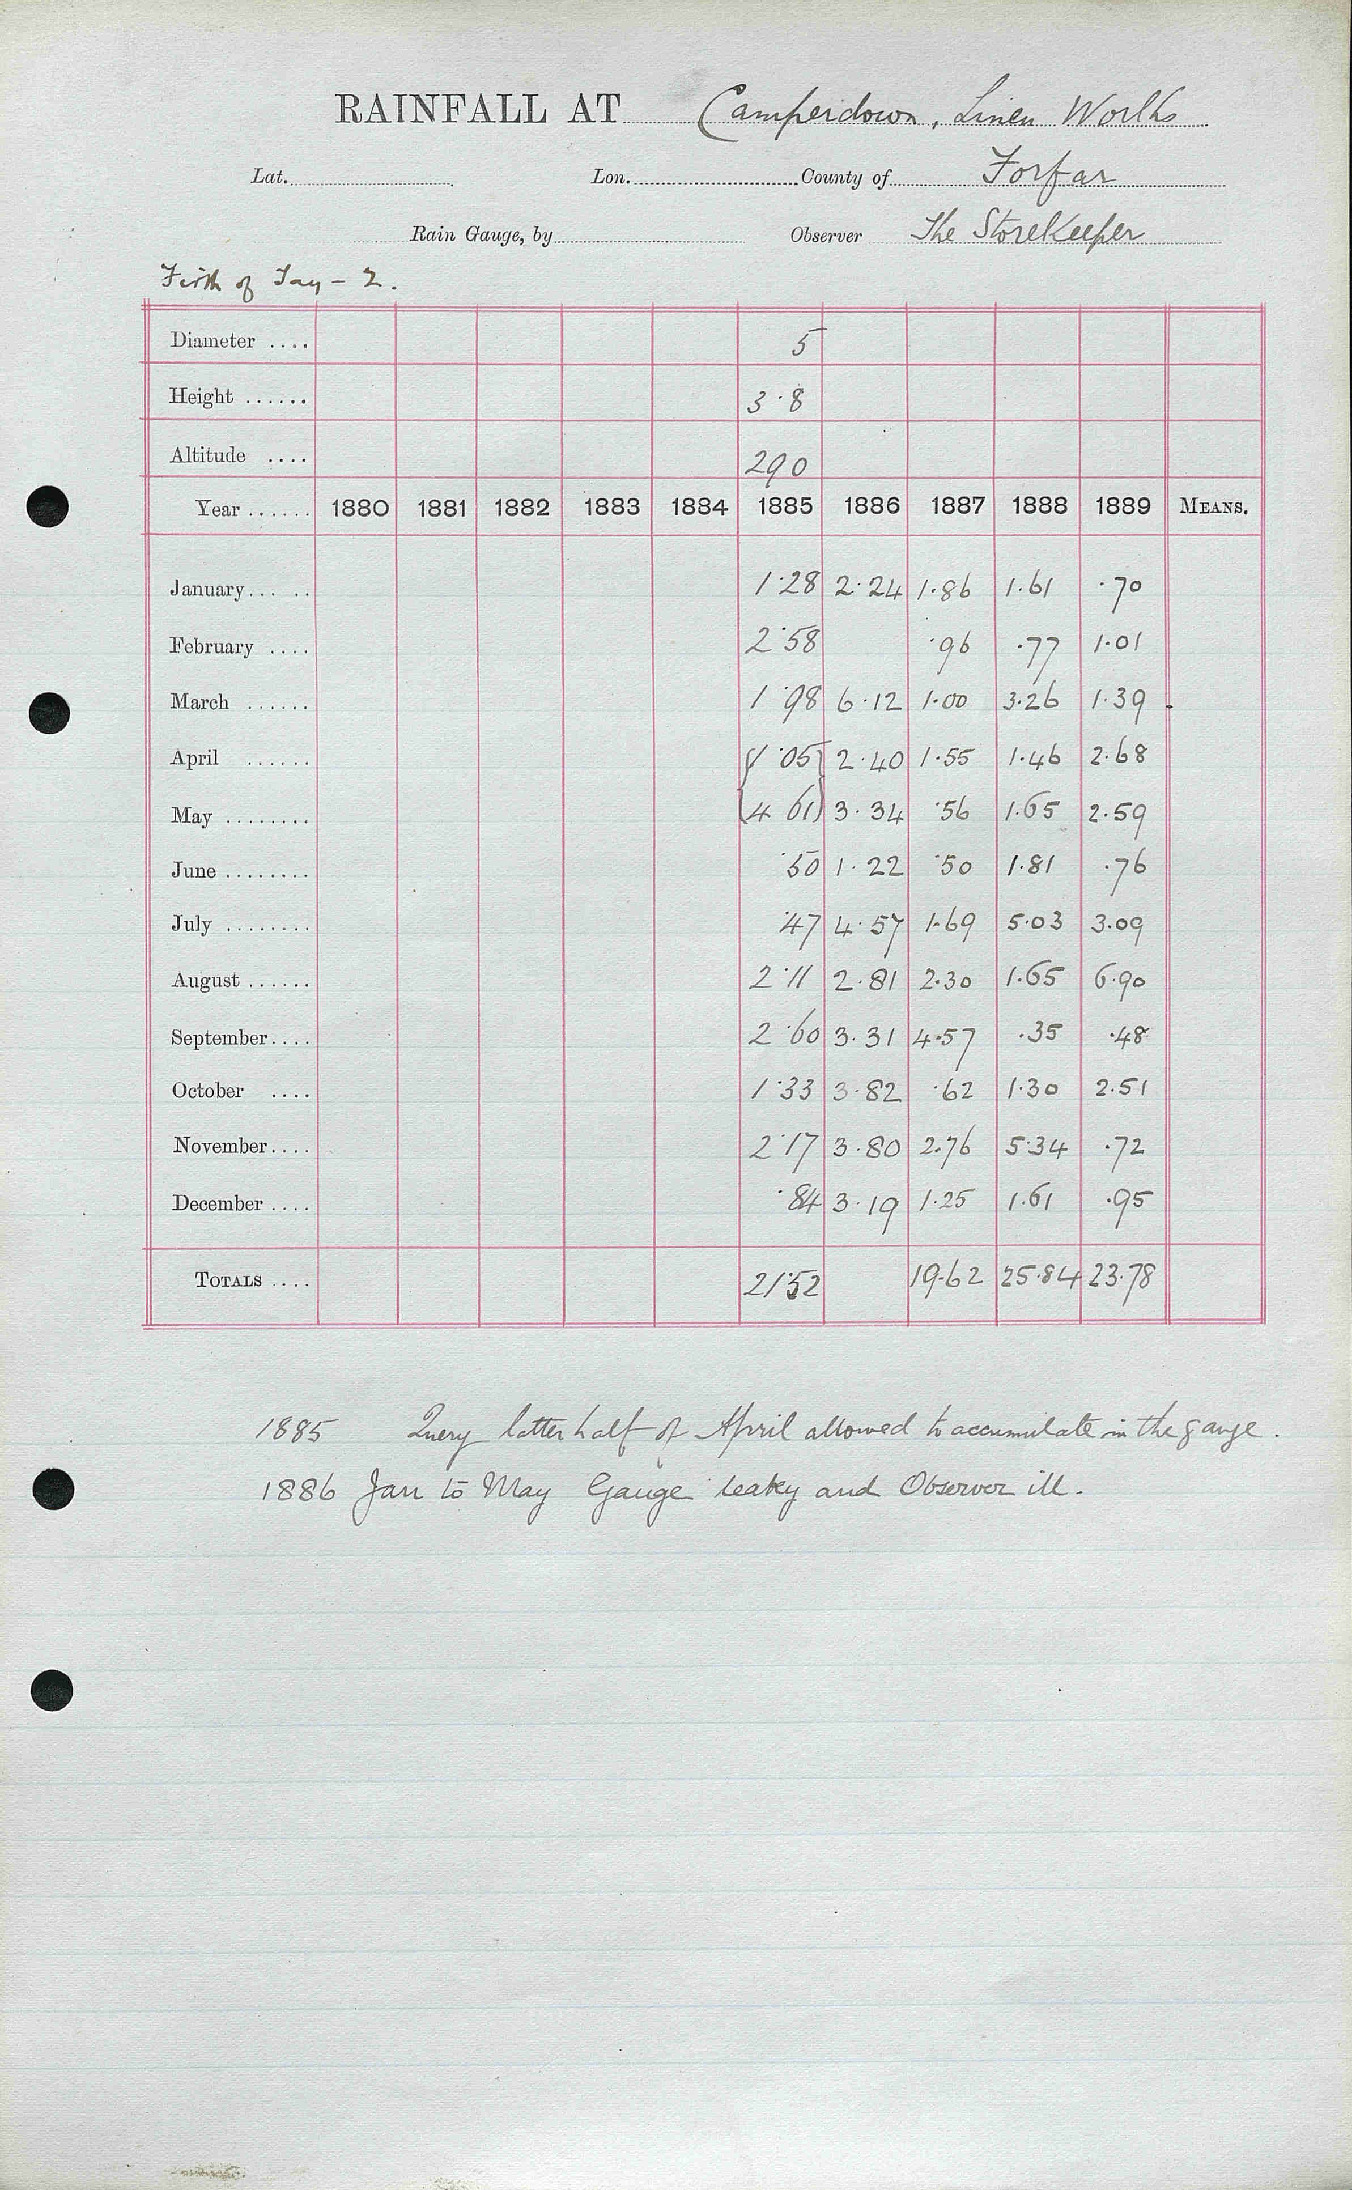 RAINFALL AT Camperdown, Linen Works
Lat. Lon. County of Forfar
Rain Gauge, by Observer The Storekeeper
Firth of Tay - 2.
Diameter .... 5
Height ...... 3·8
Altitude .... 290
Year ...... 1880 1881 1882 1883 1884 1885 1886 1887 1888 1889 MEANS.
January... .. 1·28 2·24 1·86 1·61 ·70
February .... 2·58 ·96 ·77 1·01
March ...... 1·98 6·12 1·00 3·26 1·39
April ...... {1·05} 2·40 1·55 1·46 2·68
May ........ {4·61} 3·34 ·56 1·65 2·59
June ........ ·50 1·22 ·50 1·81 ·76
July ........ ·47 4·57 1·69 5·03 3·09
August ...... 2·11 2·81 2·30 1·65 6·90
September.... 2·60 3·31 4·57 ·35 ·48
October .... 1·33 3·82 ·62 1·30 2·51
November.... 2·17 3·80 2·76 5·34 ·72
December .... ·84 3·19 1·25 1·61 ·95
TOTALS .... 21·52 19·62 25·84 23·78
1885 Query latter half of April allowed to accumulate in the gauge.
1886 Jan to May Gauge leaky and Observer ill.